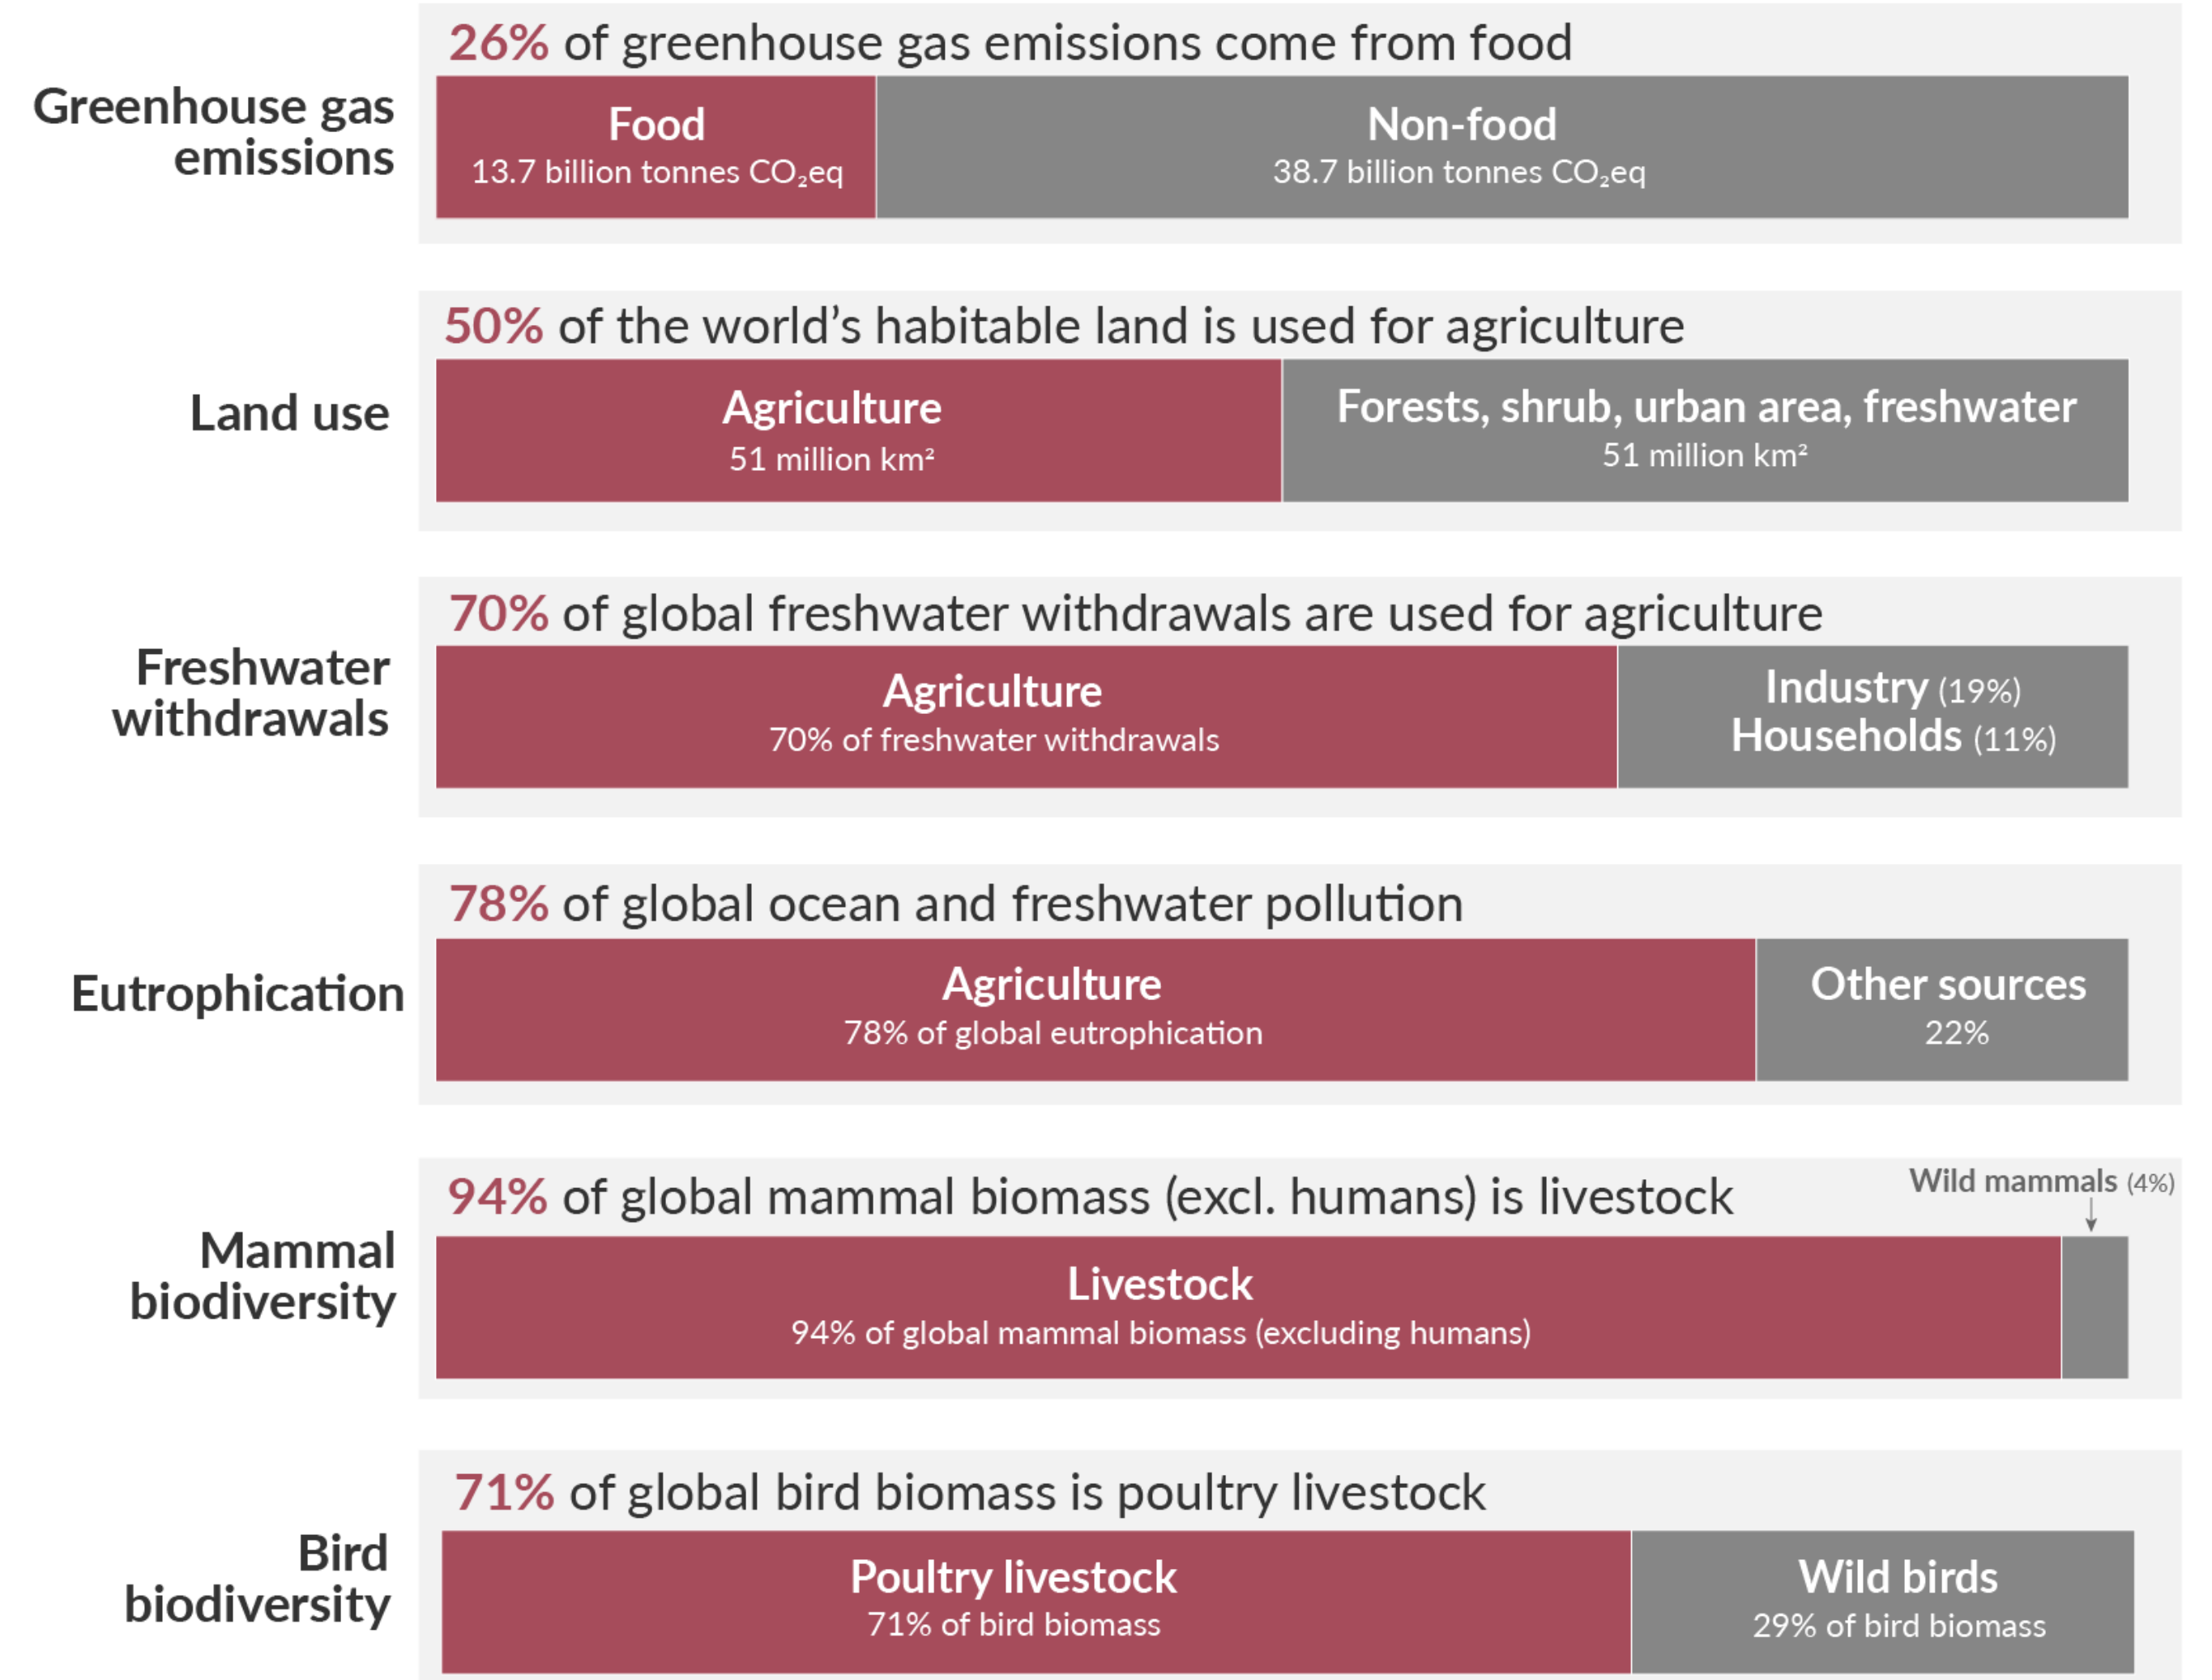 26% of greenhouse gas emissions come from food
Greenhouse gas
emissions
Food
13.7 billion tonnes CO₂eq
Non-food
38.7 billion tonnes CO₂eq
50% of the world’s habitable land is used for agriculture
Land use
Agriculture
51 million km²
Forests, shrub, urban area, freshwater
51 million km²
70% of global freshwater withdrawals are used for agriculture
Freshwater
withdrawals
Agriculture
70% of freshwater withdrawals
Industry (19%)
Households (11%)
78% of global ocean and freshwater pollution
Eutrophication
Agriculture
78% of global eutrophication
Other sources
22%
94% of global mammal biomass (excl. humans) is livestock
Wild mammals (4%)
Mammal
biodiversity
Livestock
94% of global mammal biomass (excluding humans)
71% of global bird biomass is poultry livestock
Bird
biodiversity
Poultry livestock
71% of bird biomass
Wild birds
29% of bird biomass